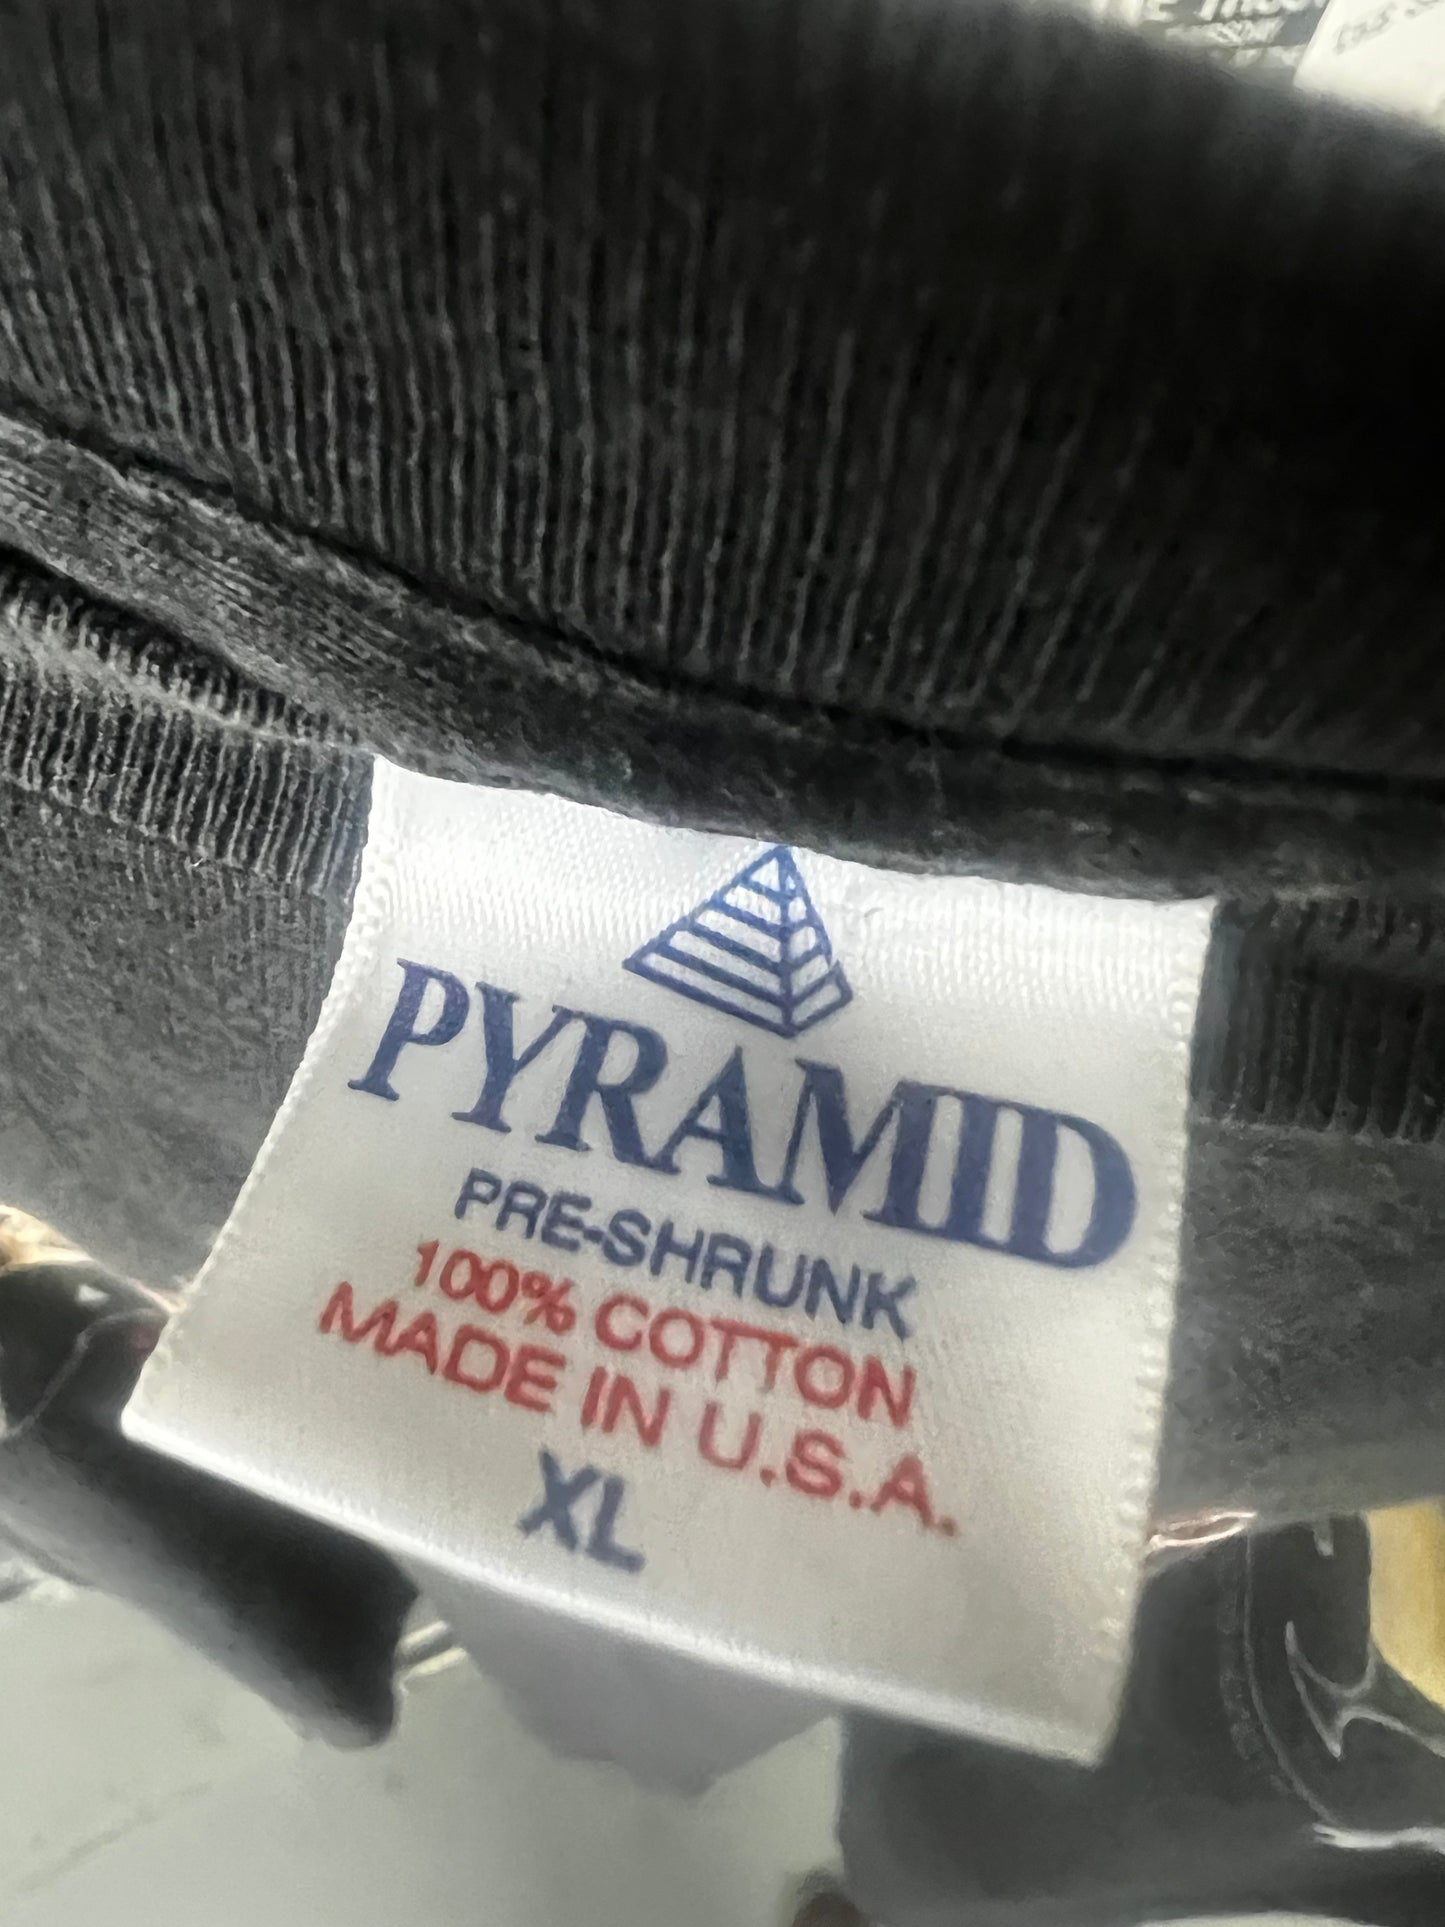 PYRAMID
PRE-SHRUNK
100% COTTON
MADE IN U.S.A.
XL